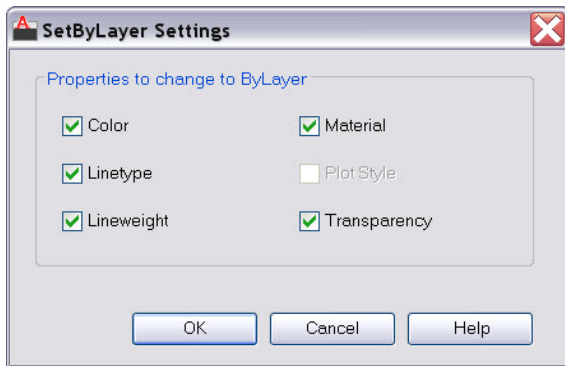 SetByLayer Settings
Properties to change to ByLayer
Color
Material
Linetype
Plot Style
Lineweight
Transparency
OK
Cancel
Help